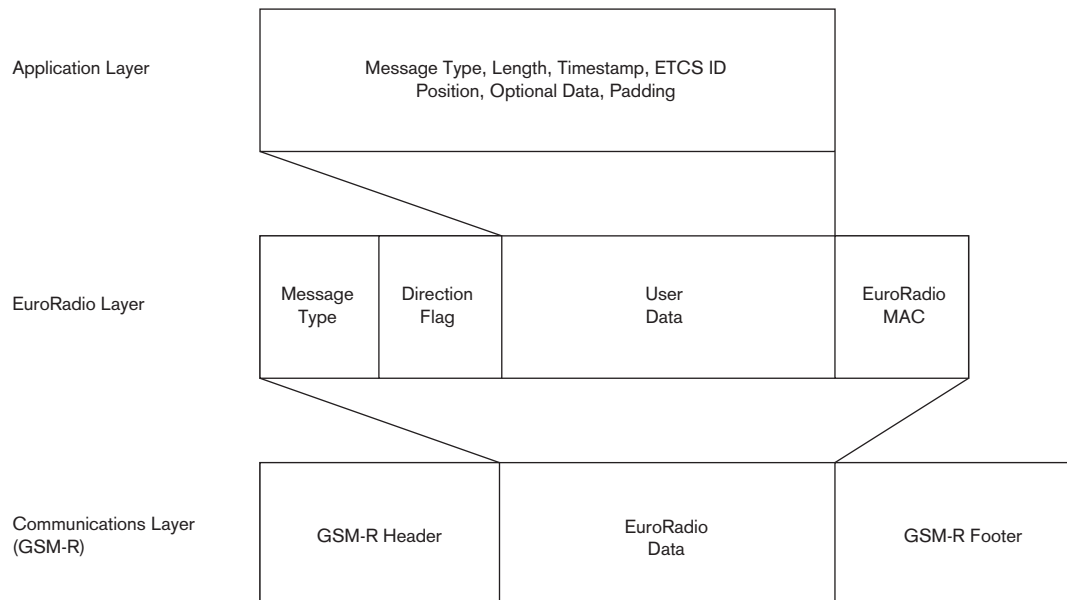 Application Layer
Message Type, Length, Timestamp, ETCS ID
Position, Optional Data, Padding
EuroRadio Layer
Message
Type
Direction
Flag
User
Data
EuroRadio
MAC
Communications Layer
(GSM-R)
GSM-R Header
EuroRadio
Data
GSM-R Footer